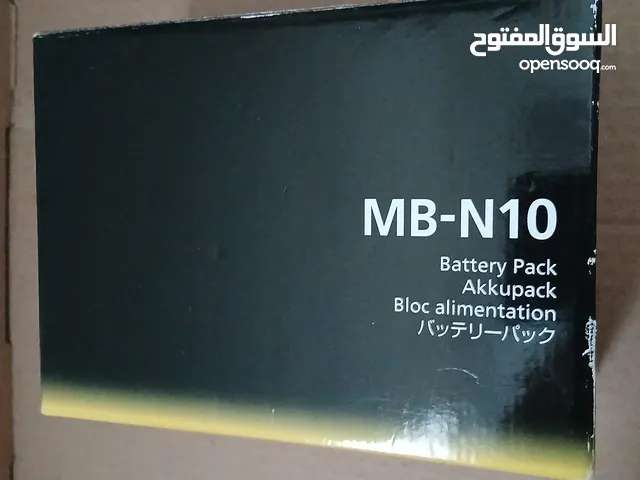 السوق المفتوح
opensooq.com
MB-N10
Battery Pack
Akkupack
Bloc alimentation
バッテリーパック